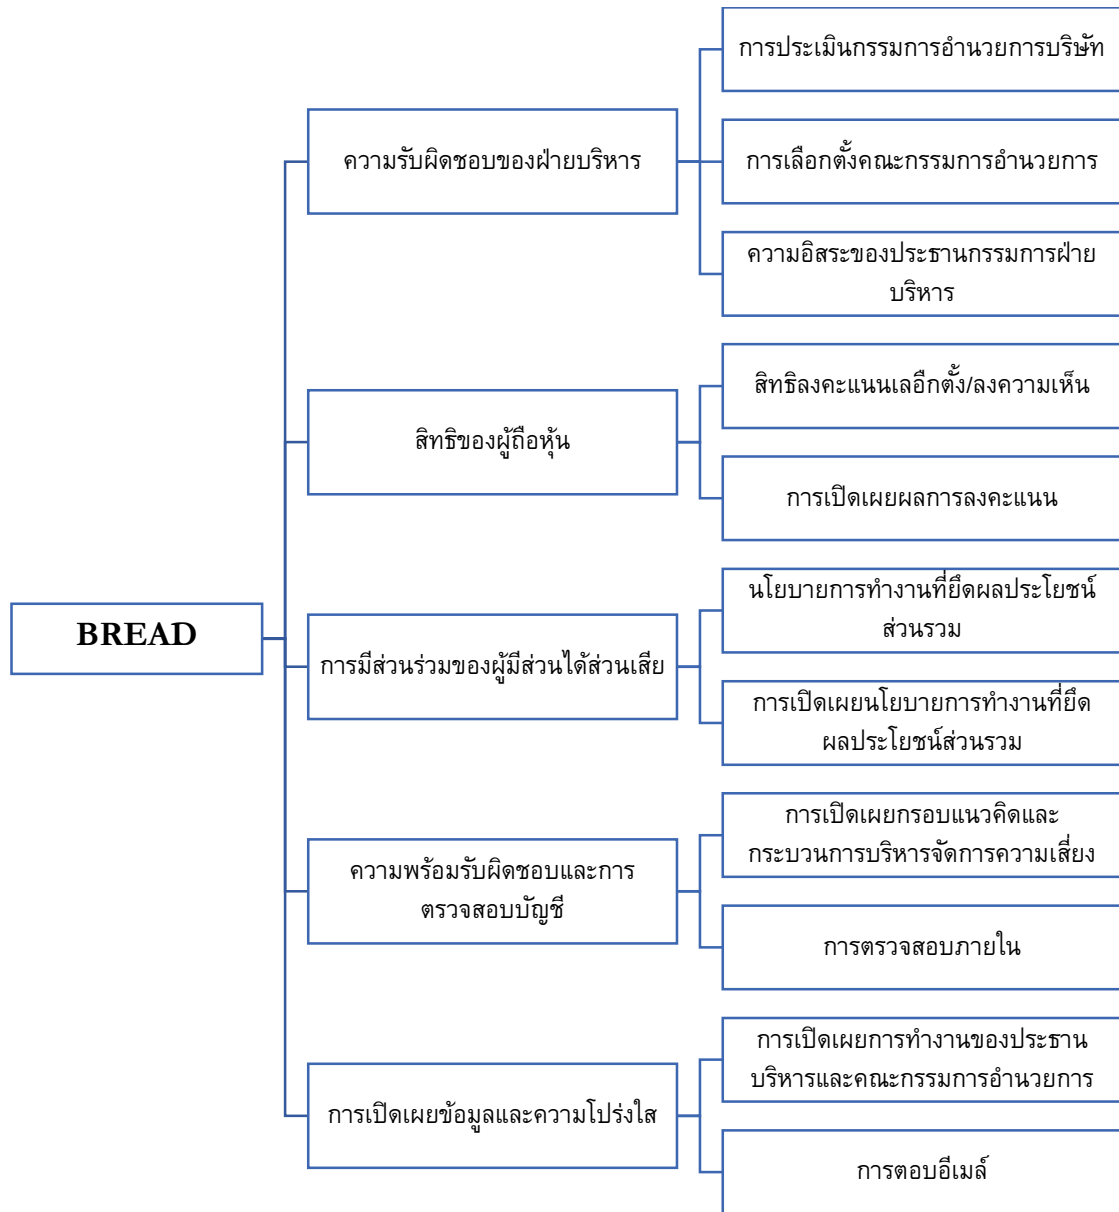 BREAD
ความรับผิดชอบของฝ่ายบริหาร
การประเมินกรรมการอำนวยการบริษัท
การเลือกตั้งคณะกรรมการอำนวยการ
ความอิสระของประธานกรรมการฝ่าย
บริหาร
สิทธิของผู้ถือหุ้น
สิทธิลงคะแนนเลอืกตั้ง/ลงความเห็น
การเปิดเผยผลการลงคะแนน
การมีส่วนร่วมของผู้มีส่วนได้ส่วนเสีย
นโยบายการทำงานที่ยึดผลประโยชน์
ส่วนรวม
การเปิดเผยนโยบายการทำงานที่ยึด
ผลประโยชน์ส่วนรวม
ความพร้อมรับผิดชอบและการ
ตรวจสอบบัญชี
การเปิดเผยกรอบแนวคิดและ
กระบวนการบริหารจัดการความเสี่ยง
การตรวจสอบภายใน
การเปิดเผยข้อมูลและความโปร่งใส
การเปิดเผยการทำงานของประธาน
บริหารและคณะกรรมการอำนวยการ
การตอบอีเมล์